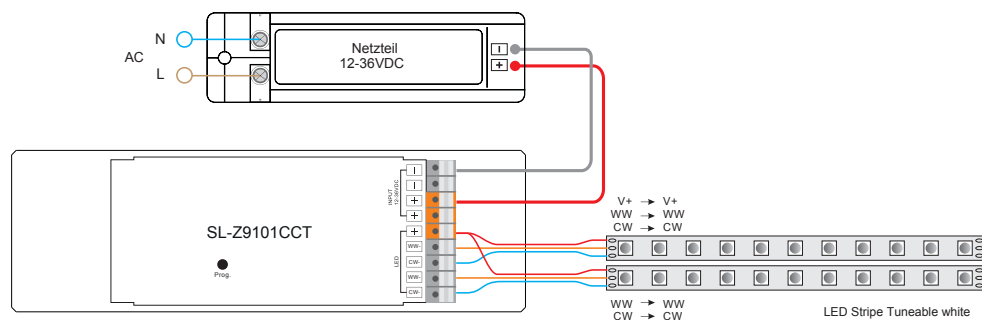 N
AC
L
Netzteil
12-36VDC
−
+
SL-Z9101CCT
Prog.
INPUT
12-36VDC
−
−
+
+
LED
+
WW-
CW-
WW-
CW-
V+ → V+
WW → WW
CW → CW
WW → WW
CW → CW
LED Stripe Tuneable white